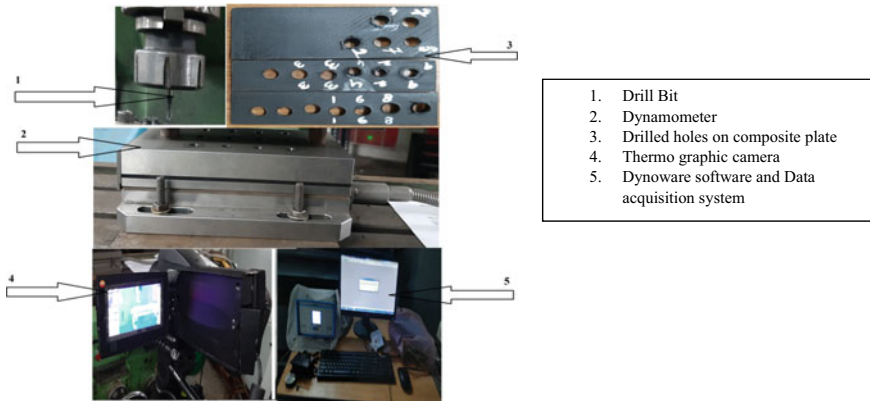 1
2
3
4
5
1. Drill Bit
2. Dynamometer
3. Drilled holes on composite plate
4. Thermo graphic camera
5. Dynoware software and Data
acquisition system